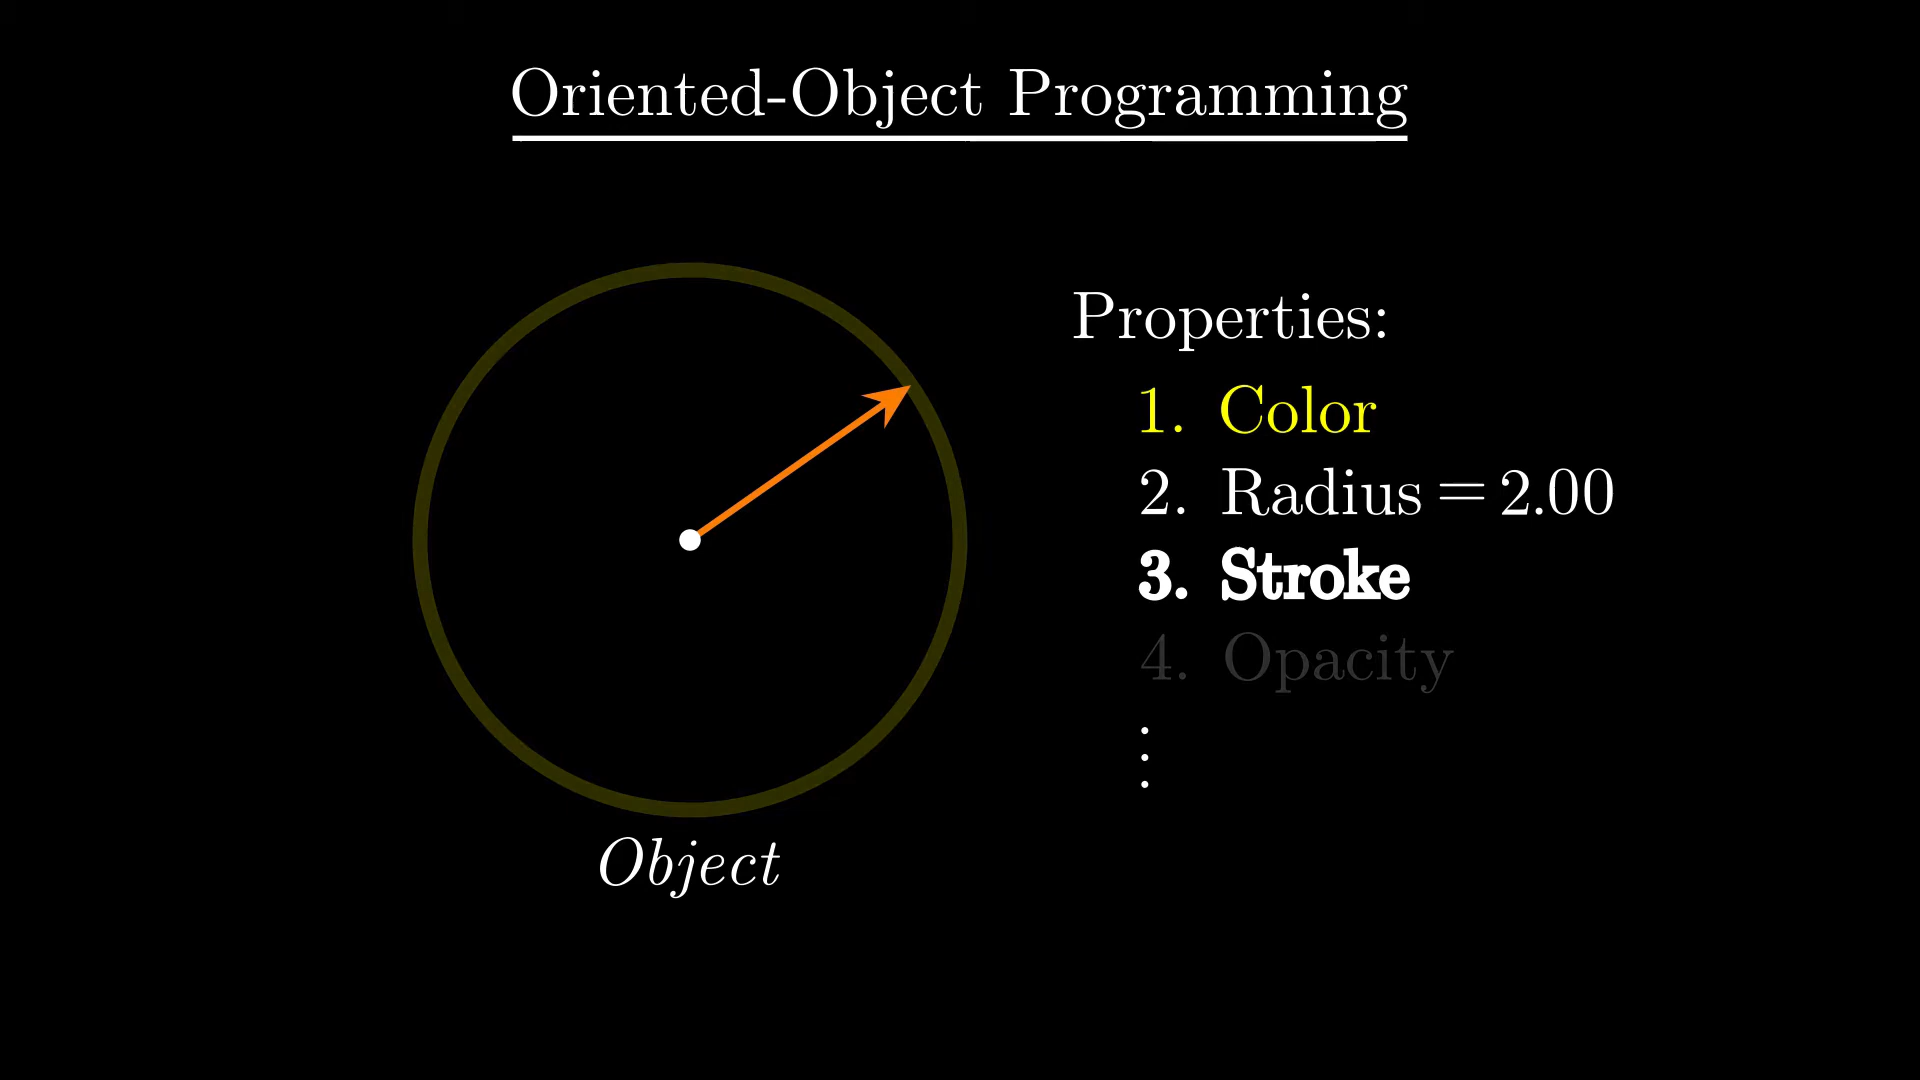 Oriented-Object Programming
Properties:
1. Color
2. Radius = 2.00
3. Stroke
4. Opacity
⋮
Object